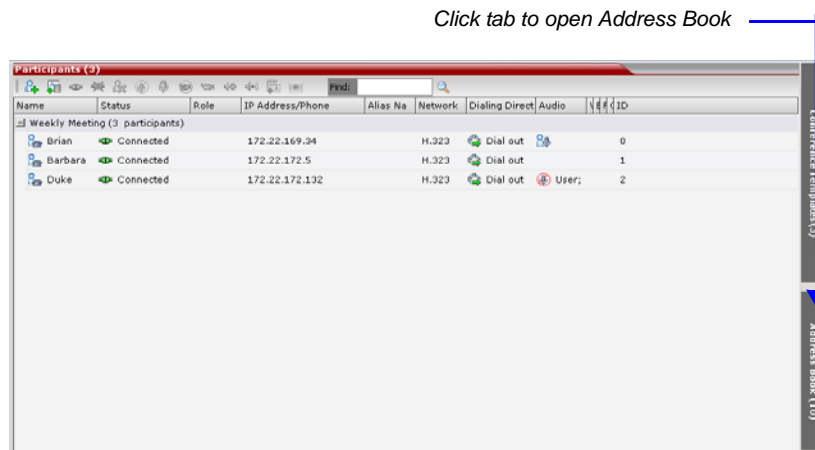 Click tab to open Address Book
Participants (3)
Find:
Name Status Role IP Address/Phone Alias Na Network Dialing Direct Audio ID
Weekly Meeting (3 participants)
Brian Connected 172.22.169.34 H.323 Dial out 0
Barbara Connected 172.22.172.5 H.323 Dial out 1
Duke Connected 172.22.172.132 H.323 Dial out User; 2
Conference Templates(3)
Address Book (10)